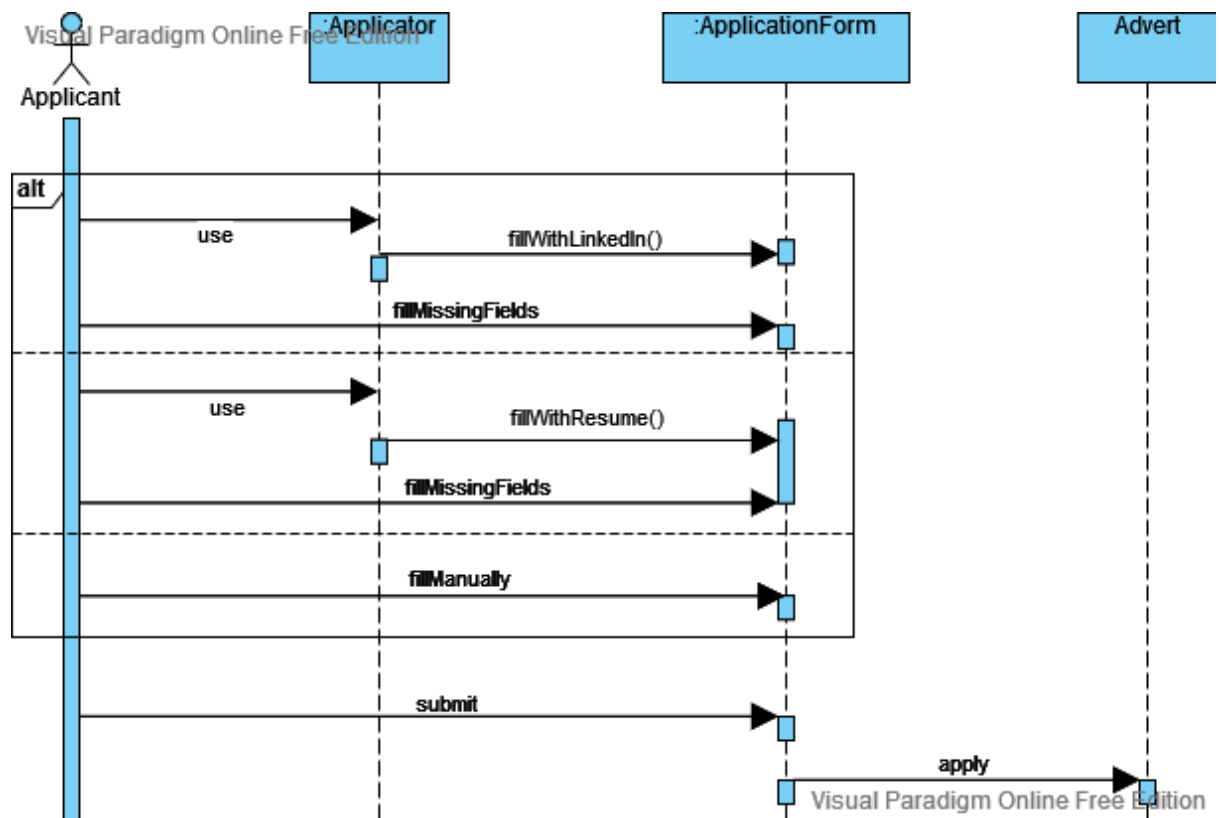 :Applicator
:ApplicationForm
Advert
Visual Paradigm Online Free Edition
Applicant
alt
use
fillWithLinkedIn()
fillMissingFields
use
fillWithResume()
fillMissingFields
fillManually
submit
apply
Visual Paradigm Online Free Edition